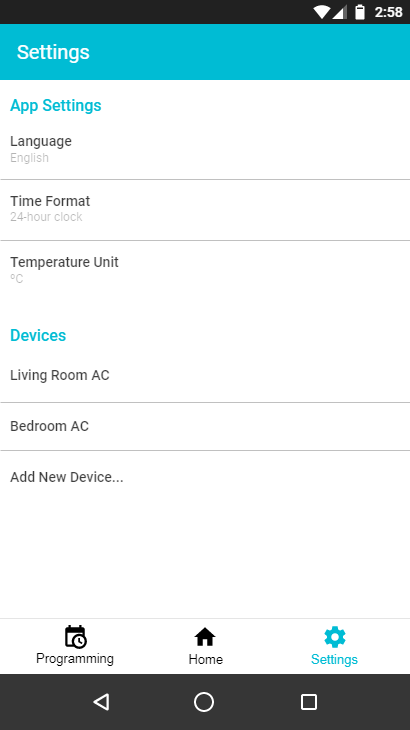 2:58
Settings
App Settings
Language
English
Time Format
24-hour clock
Temperature Unit
ºC
Devices
Living Room AC
Bedroom AC
Add New Device...
Programming
Home
Settings